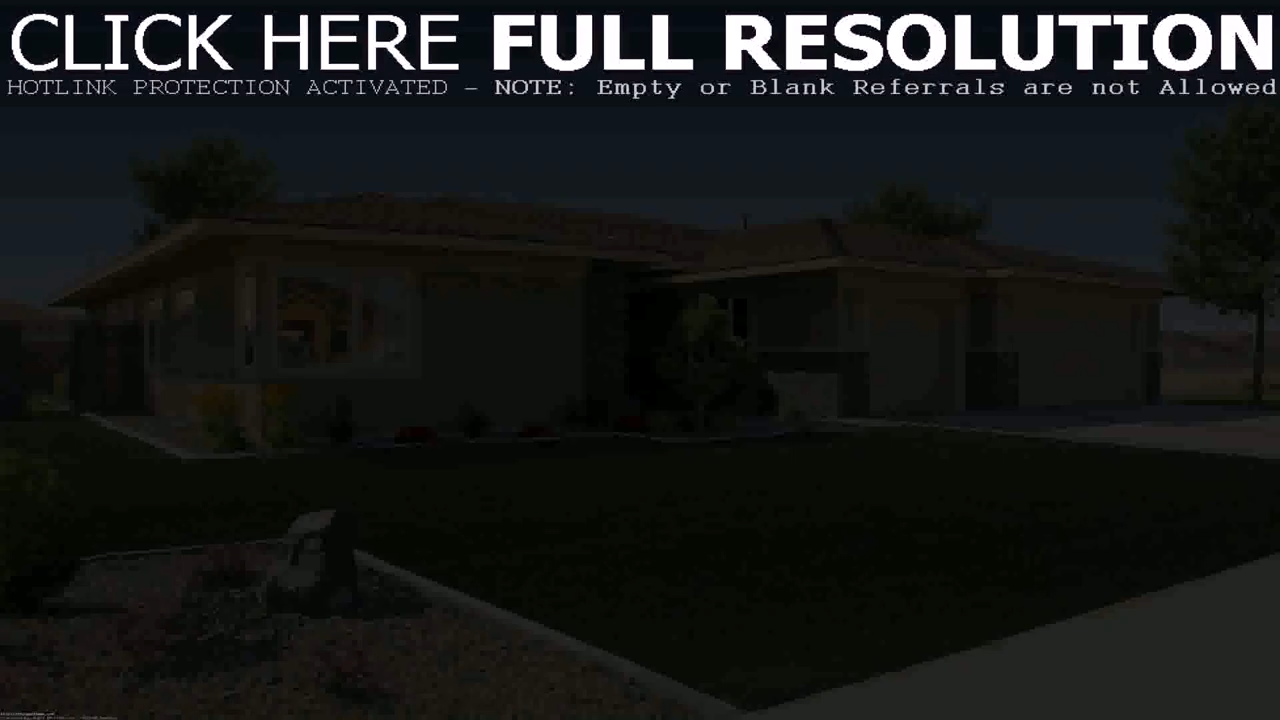 CLICK HERE FULL RESOLUTION
HOTLINK PROTECTION ACTIVATED - NOTE: Empty or Blank Referrals are not Allowed